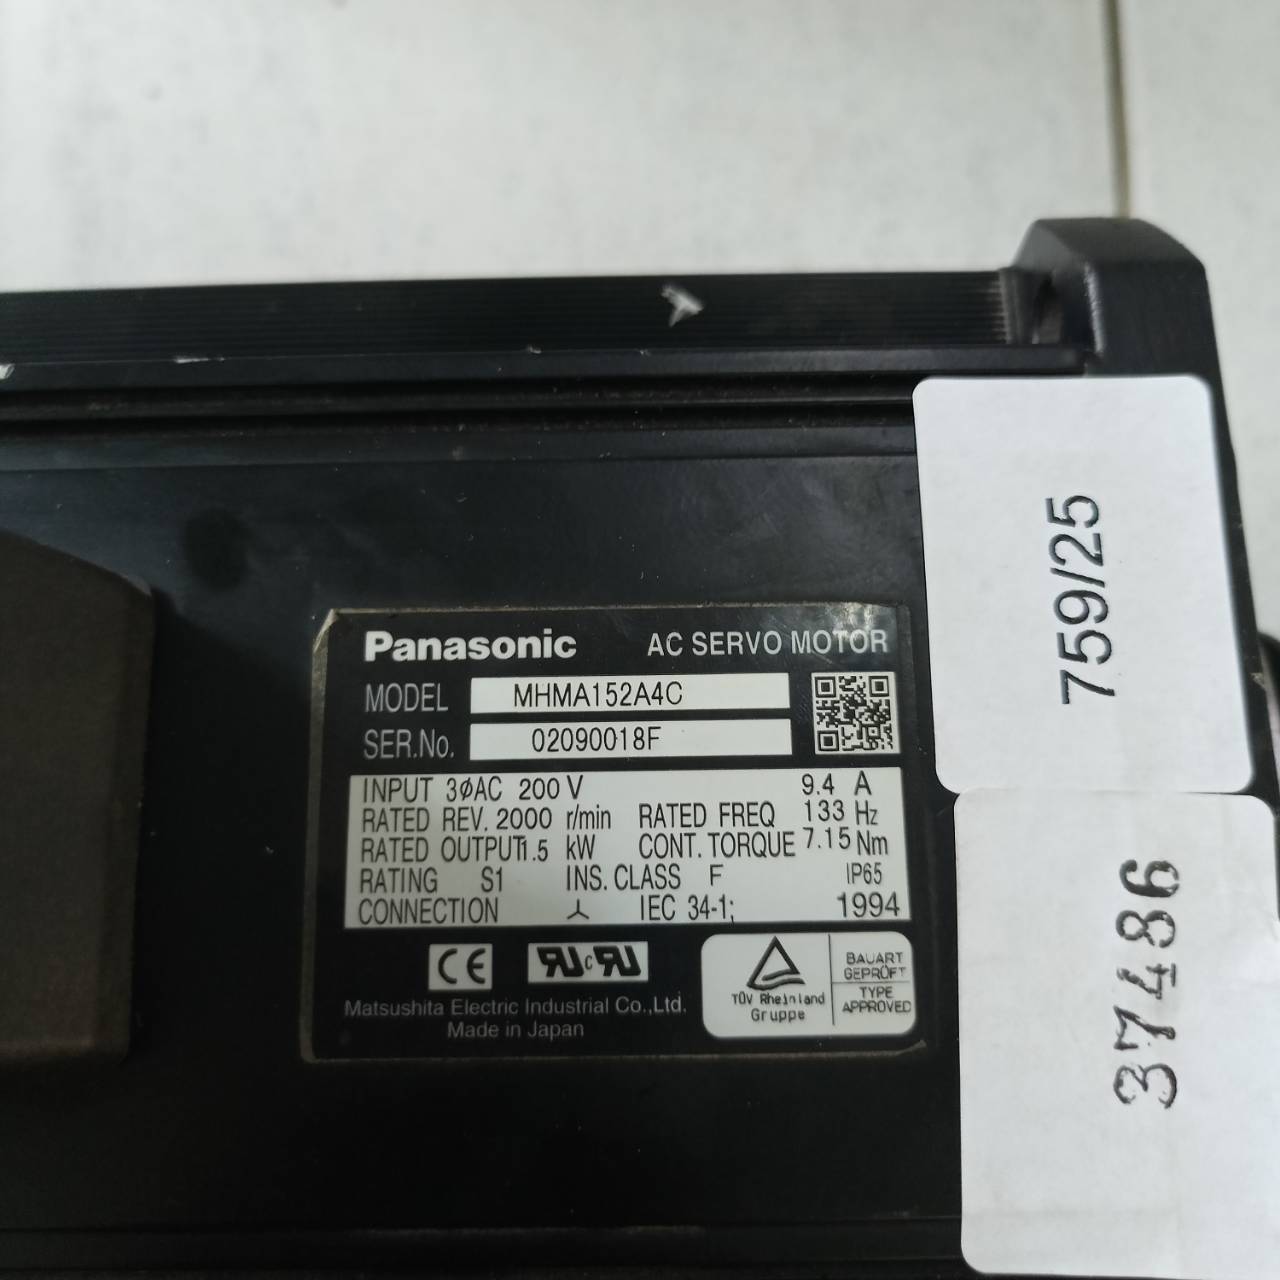 Panasonic AC SERVO MOTOR
MODEL MHMA152A4C
SER.No. 02090018F
INPUT 3øAC 200 V 9.4 A
RATED REV. 2000 r/min RATED FREQ 133 Hz
RATED OUTPUT 1.5 kW CONT. TORQUE 7.15 Nm
RATING S1 INS. CLASS F IP65
CONNECTION IEC 34-1; 1994
CE
RU c RU
TÜV Rheinland
Gruppe
BAUART
GEPRÜFT
TYPE
APPROVED
Matsushita Electric Industrial Co.,Ltd.
Made in Japan
759/25
37486